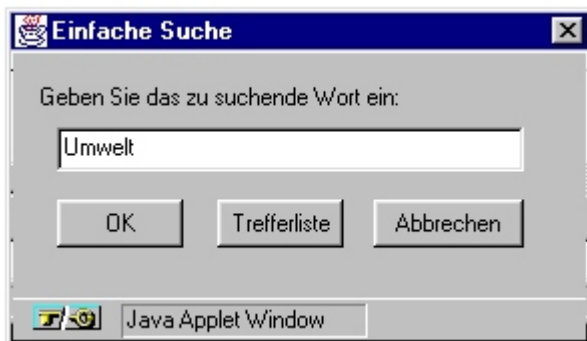 Einfache Suche
Geben Sie das zu suchende Wort ein:
Umwelt
OK Trefferliste Abbrechen
Java Applet Window